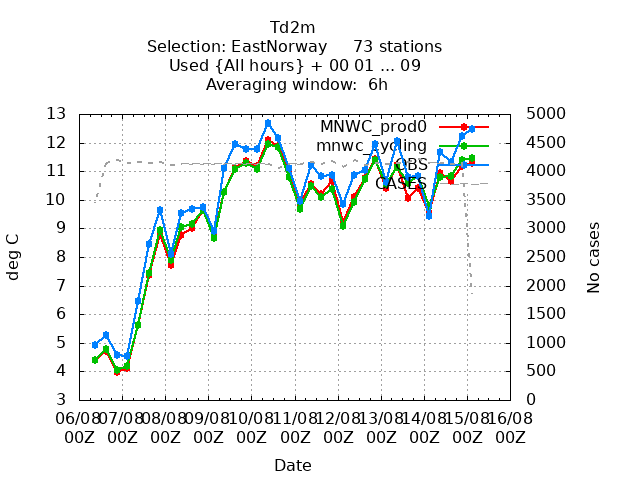 Td2m
Selection: EastNorway 73 stations
Used {All hours} + 00 01 ... 09
Averaging window: 6h
13 5000
12 4500
11 4000
10 3500
9 3000
8 2500
7 2000
6 1500
5 1000
4 500
3 0
MNWC_prod0
mnwc_cycling
OBS
CASES
deg C
No cases
06/08 07/08 08/08 09/08 10/08 11/08 12/08 13/08 14/08 15/08 16/08
00Z 00Z 00Z 00Z 00Z 00Z 00Z 00Z 00Z 00Z 00Z
Date